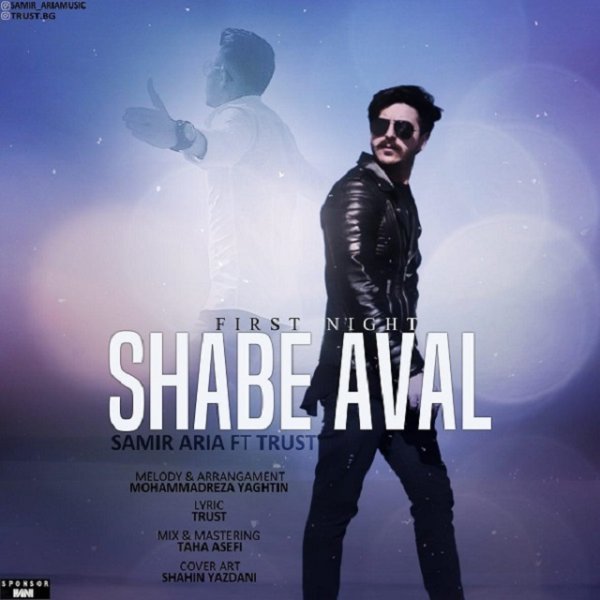 SAMIR_ARIAMUSIC
TRUST.BG
FIRST NIGHT
SHABE AVAL
SAMIR ARIA FT TRUST
MELODY & ARRANGAMENT
MOHAMMADREZA YAGHTIN
LYRIC
TRUST
MIX & MASTERING
TAHA ASEFI
COVER ART
SHAHIN YAZDANI
SPONSOR